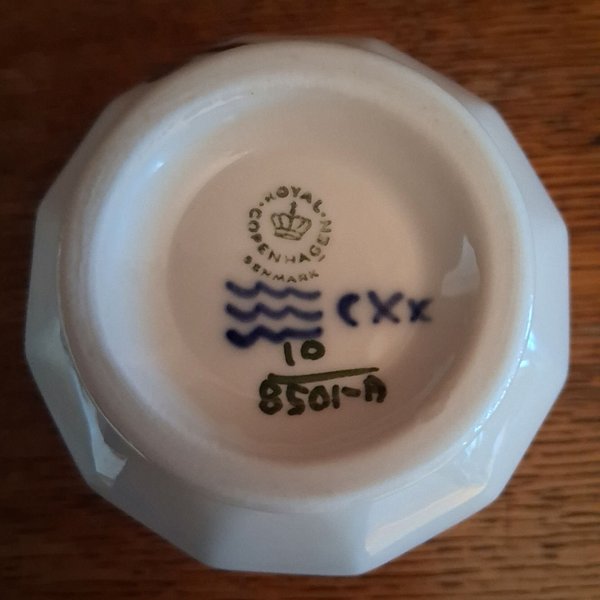 ROYAL COPENHAGEN
DENMARK
CXx
10
8501-A